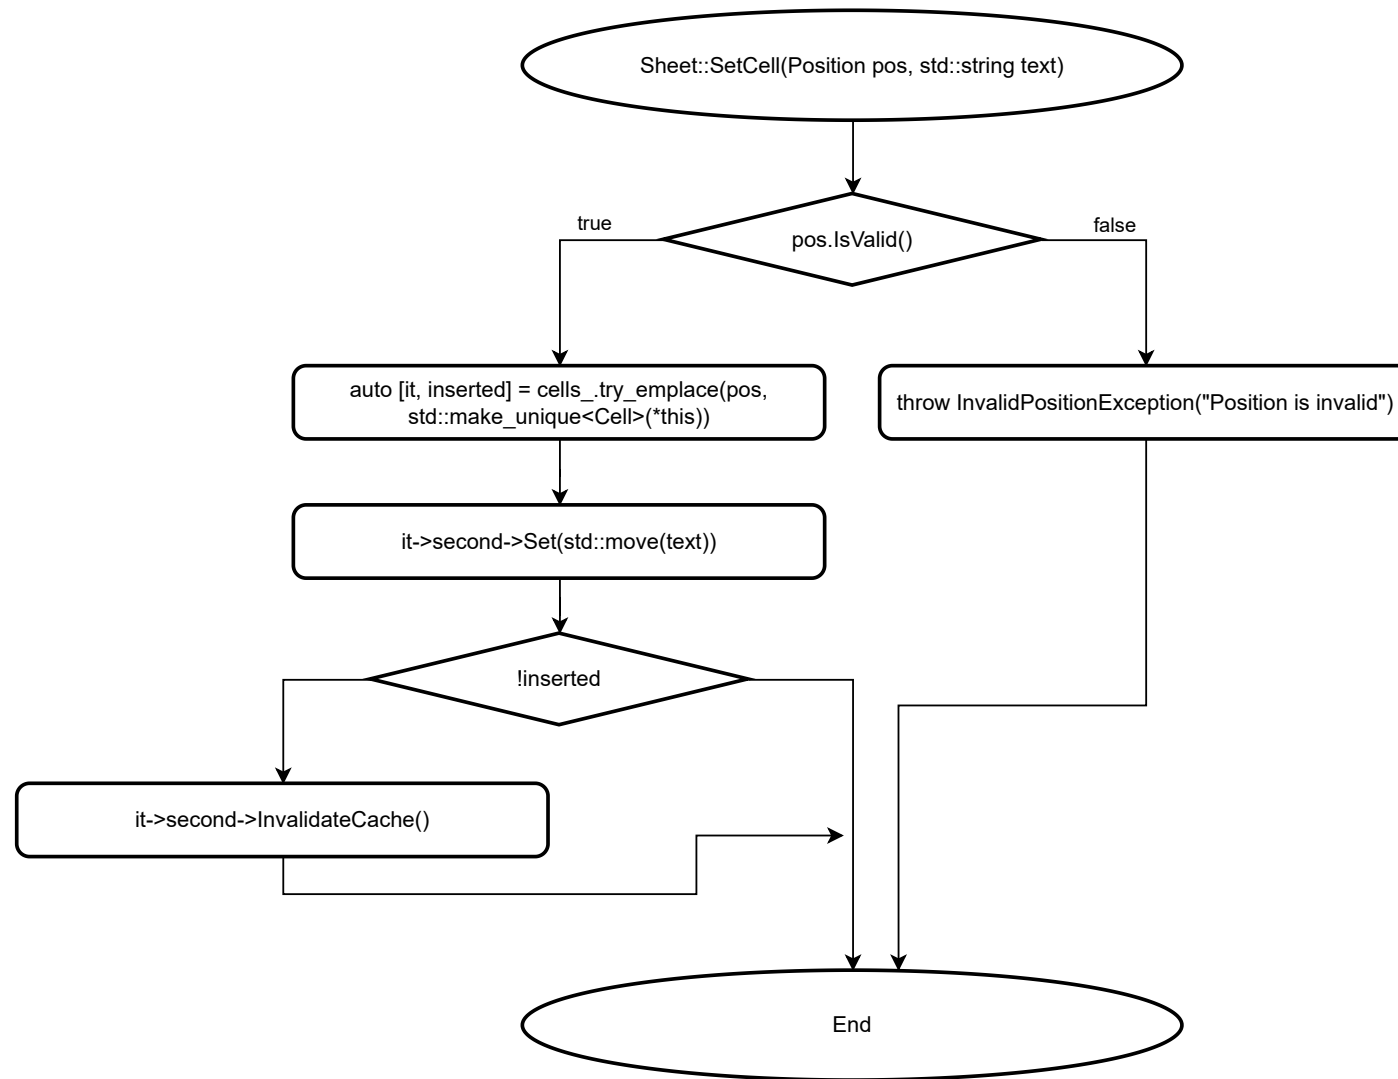 Sheet::SetCell(Position pos, std::string text)
true
pos.IsValid()
false
auto [it, inserted] = cells_.try_emplace(pos,
std::make_unique<Cell>(*this))
throw InvalidPositionException("Position is invalid")
it->second->Set(std::move(text))
!inserted
it->second->InvalidateCache()
End